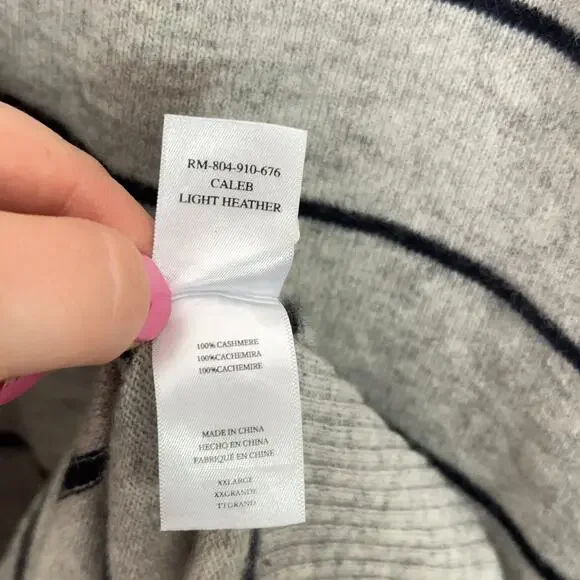 RM-804-910-676
CALEB
LIGHT HEATHER
100% CASHMERE
100%CACHEMIRA
100%CACHEMIRE
MADE IN CHINA
HECHO EN CHINA
FABRIQUÉ EN CHINE
XXLARGE
XXGRANDE
TTGRAND